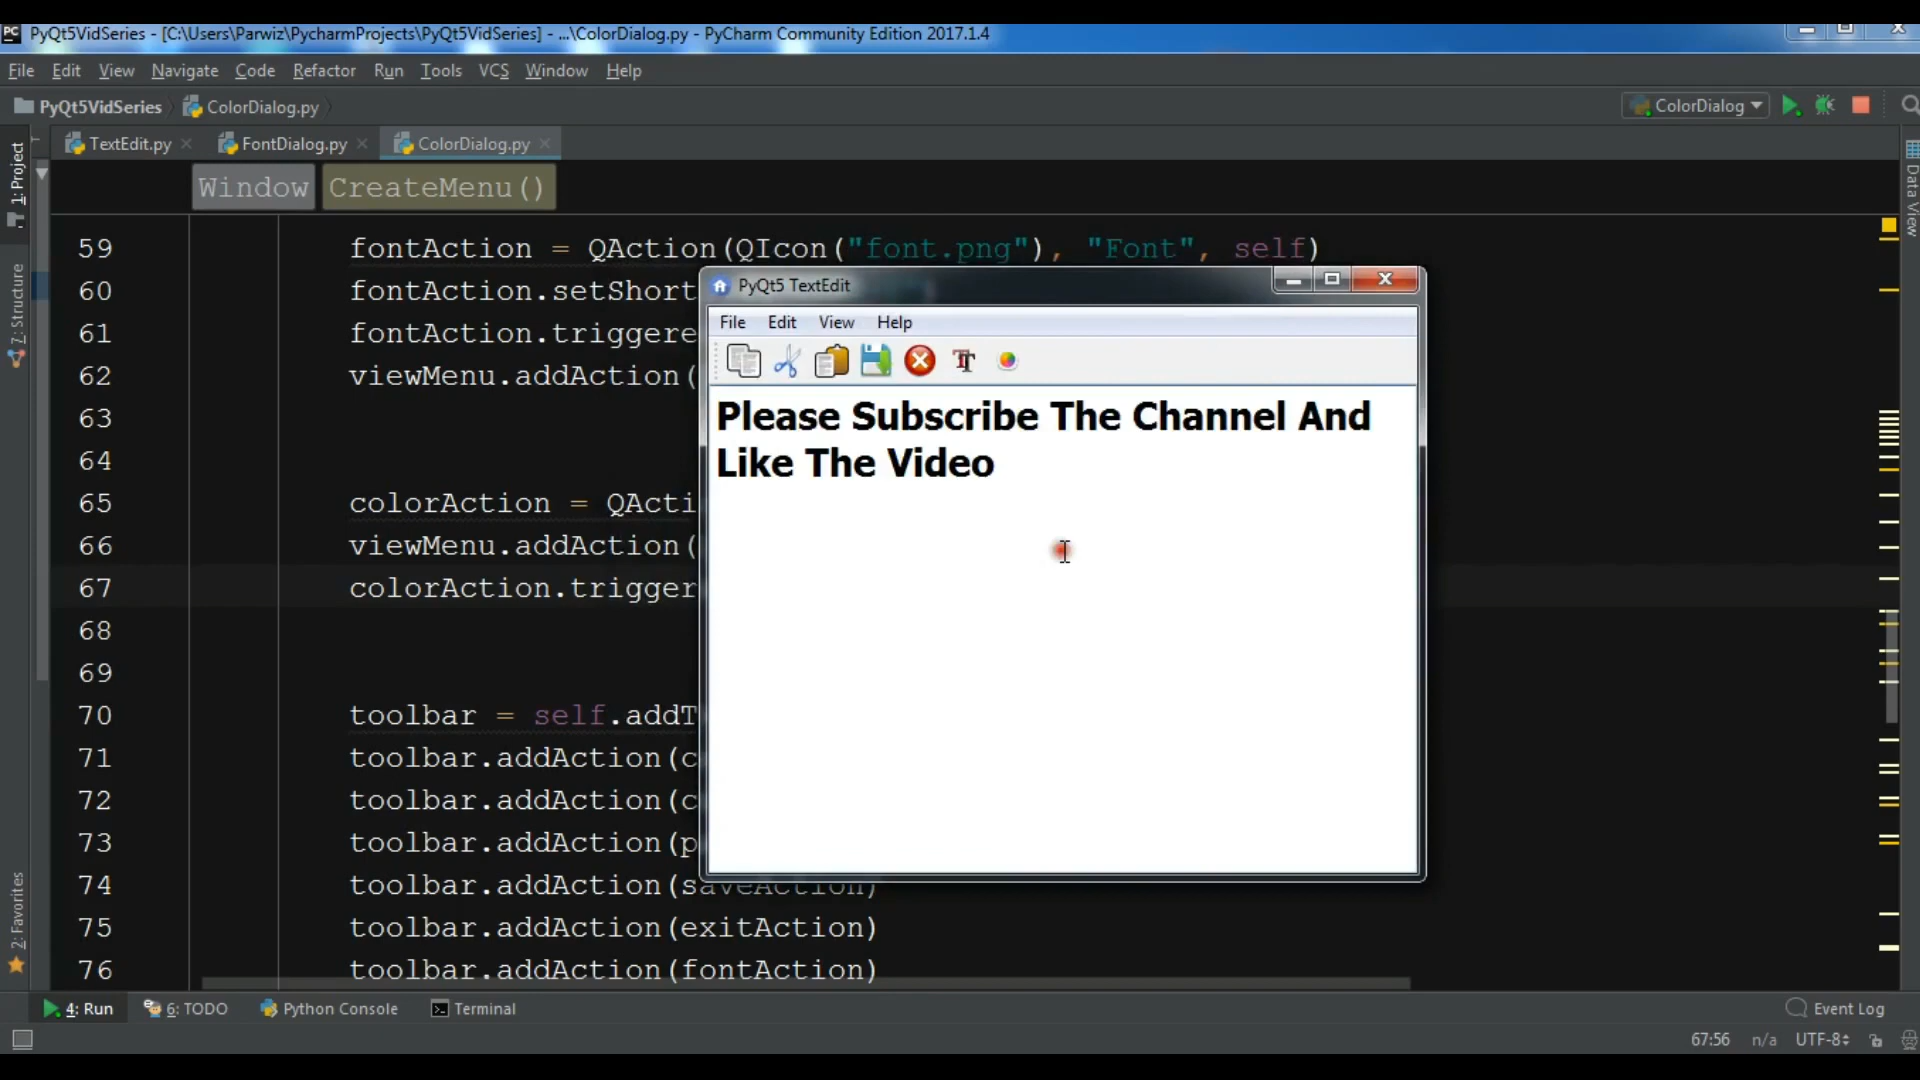 PyQt5VidSeries - [C:\Users\Parwiz\PycharmProjects\PyQt5VidSeries] - ...\ColorDialog.py - PyCharm Community Edition 2017.1.4
File Edit View Navigate Code Refactor Run Tools VCS Window Help
PyQt5VidSeries ColorDialog.py ColorDialog
TextEdit.py FontDialog.py ColorDialog.py
Window CreateMenu()
1: Project
7: Structure
2: Favorites
Data View
59 fontAction = QAction(QIcon("font.png"), "Font", self)
60 fontAction.setShort
61 fontAction.triggere
62 viewMenu.addAction(
63
64
65 colorAction = QActi
66 viewMenu.addAction(
67 colorAction.trigger
68
69
70 toolbar = self.addT
71 toolbar.addAction(c
72 toolbar.addAction(c
73 toolbar.addAction(p
74 toolbar.addAction(saveAction)
75 toolbar.addAction(exitAction)
76 toolbar.addAction(fontAction)
PyQt5 TextEdit
File Edit View Help
Please Subscribe The Channel And
Like The Video
4: Run 6: TODO Python Console Terminal Event Log
67:56 n/a UTF-8